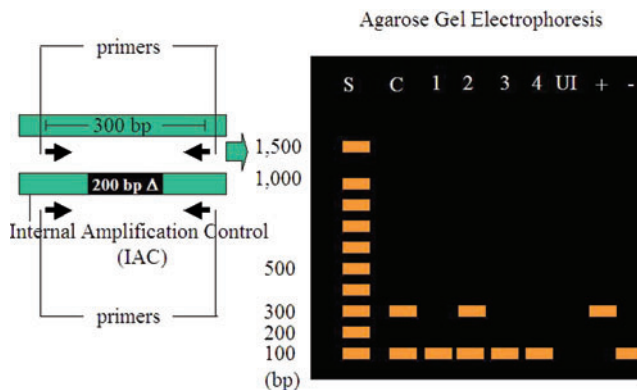 Agarose Gel Electrophoresis
primers
300 bp
200 bp Δ
Internal Amplification Control
(IAC)
primers
S C 1 2 3 4 UI + -
1,500
1,000
500
300
200
100
(bp)